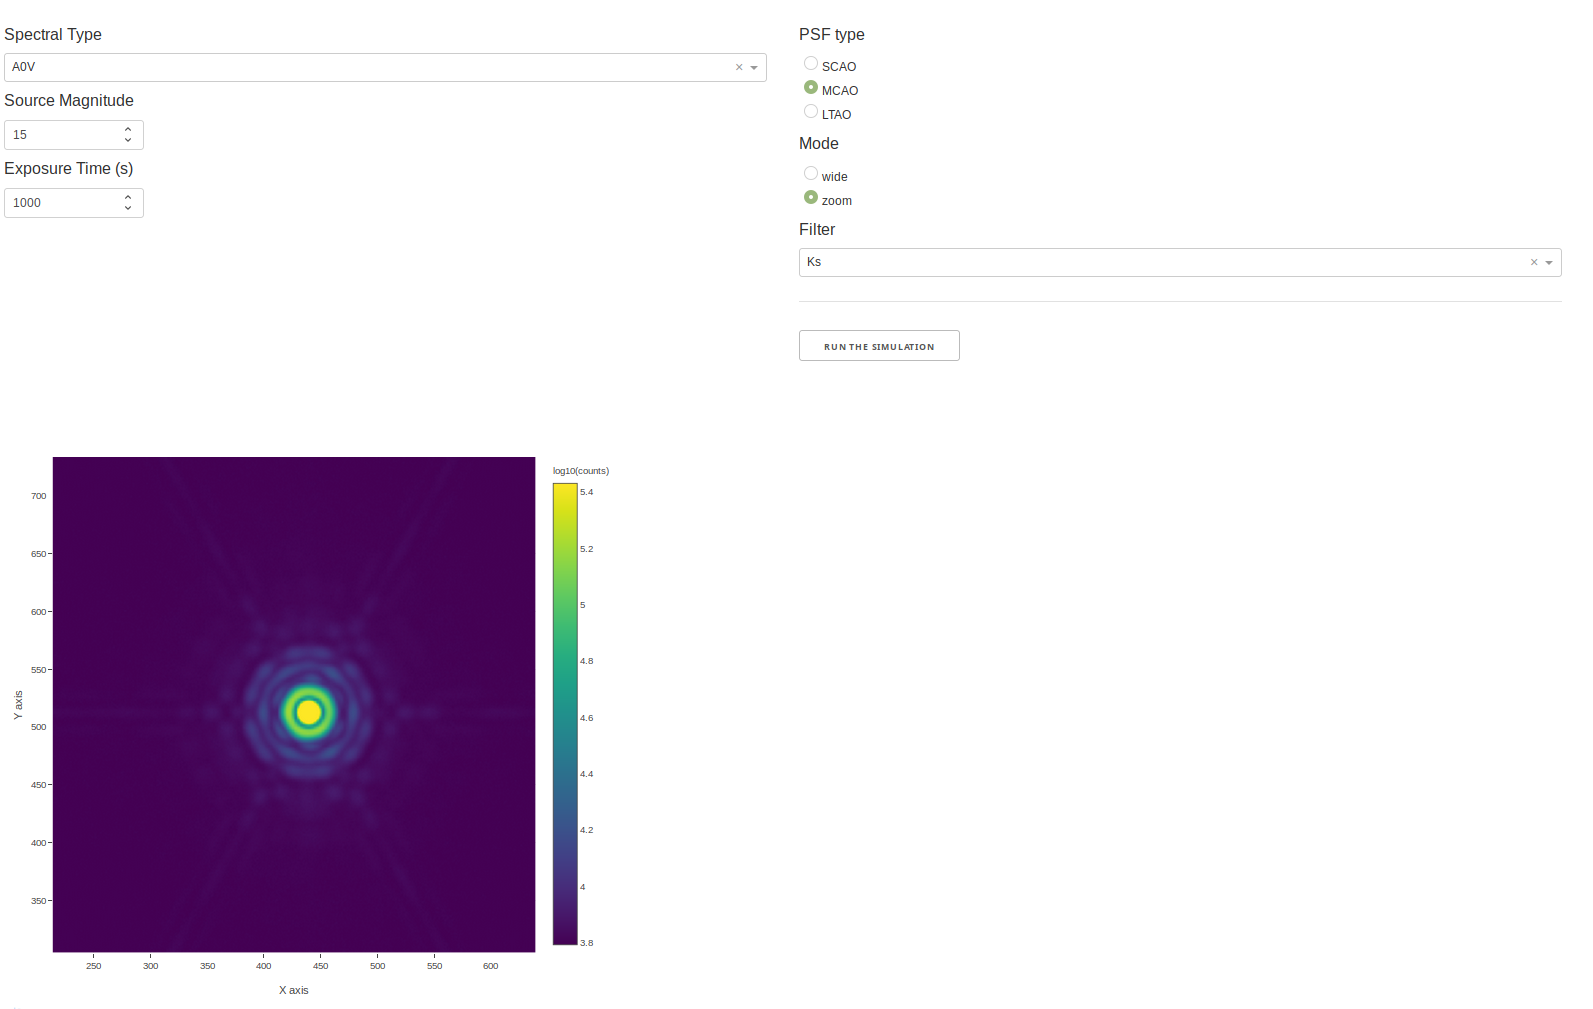 Spectral Type
A0V
Source Magnitude
15
Exposure Time (s)
1000
PSF type
SCAO
MCAO
LTAO
Mode
wide
zoom
Filter
Ks
RUN THE SIMULATION
log10(counts)
5.4
5.2
5
4.8
4.6
4.4
4.2
4
3.8
700
650
600
550
500
450
400
350
Y axis
250 300 350 400 450 500 550 600
X axis